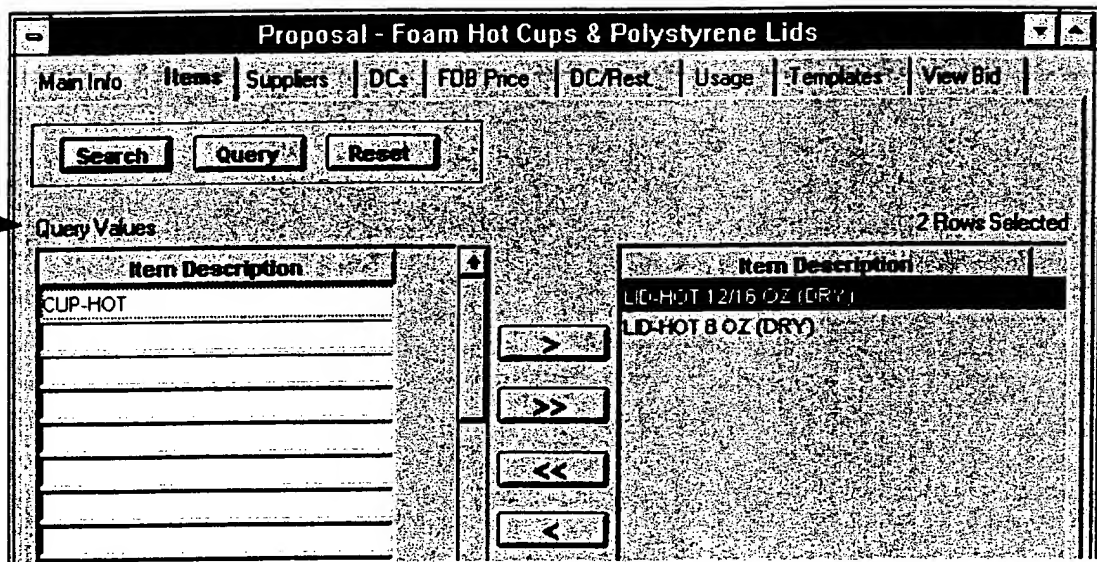 Proposal - Foam Hot Cups & Polystyrene Lids
Main Info Items Suppliers DCs FOB Price DC/Rest Usage Templates View Bid
Search Query Reset
Query Values 2 Rows Selected
Item Description Item Description
CUP-HOT LID-HOT 12/16 OZ (DRY)
LID-HOT 8 OZ (DRY)
>
>>
<<
<